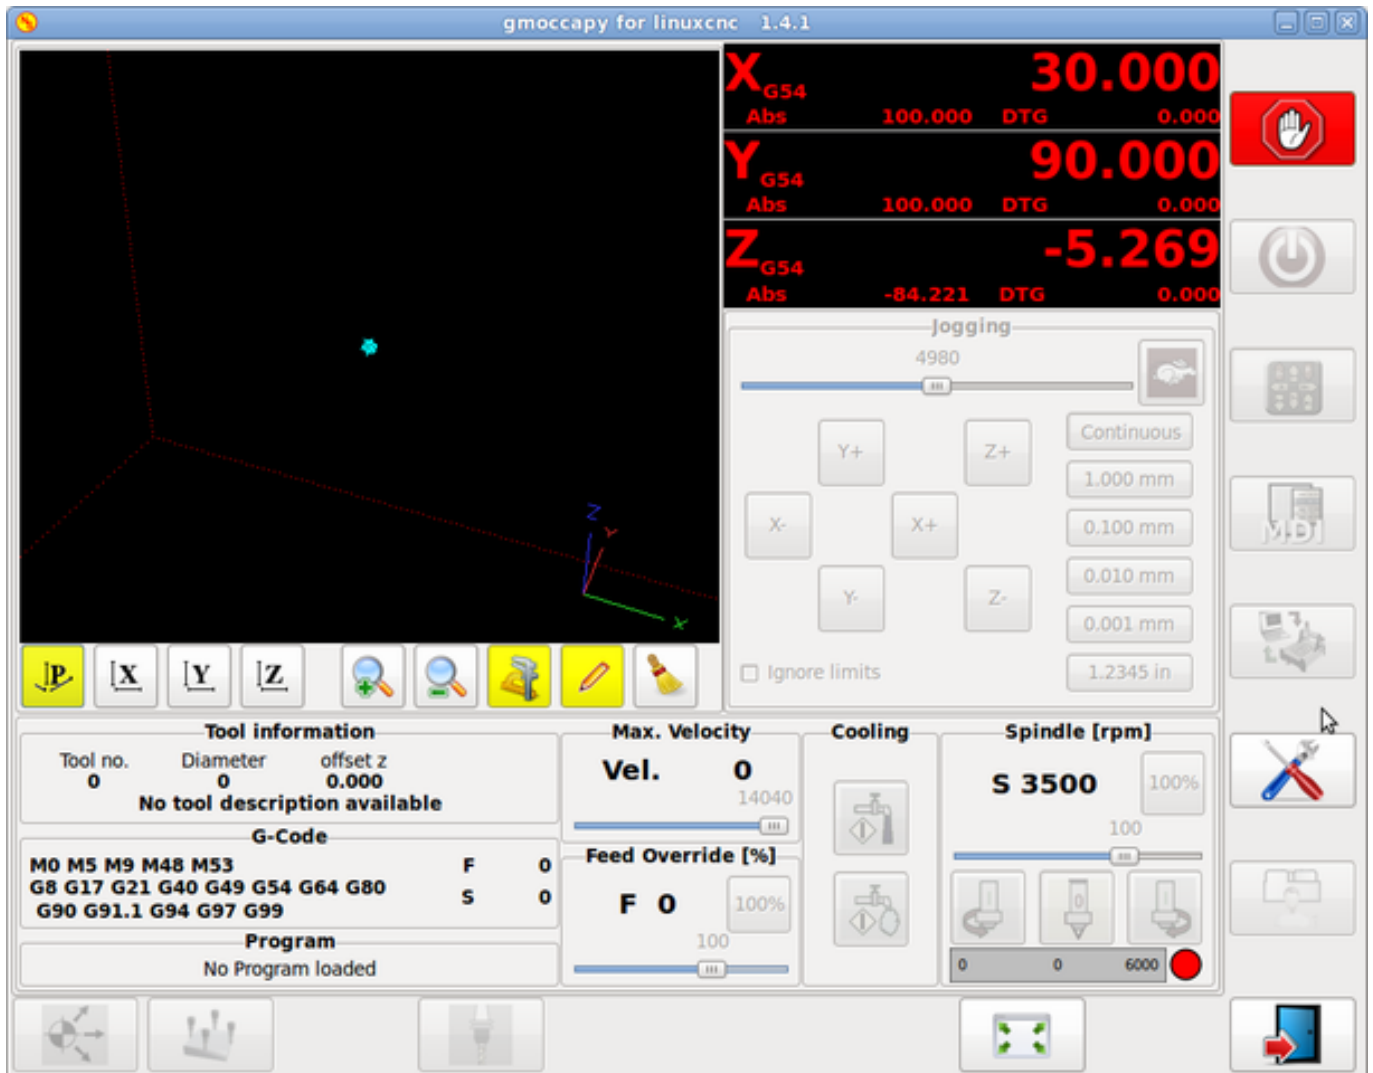 gmoccapy for linuxcnc 1.4.1
X G54 30.000
Abs 100.000 DTG 0.000
Y G54 90.000
Abs 100.000 DTG 0.000
Z G54 -5.269
Abs -84.221 DTG 0.000
Jogging
4980
Y+ Z+
X- X+
Y- Z-
Continuous
1.000 mm
0.100 mm
0.010 mm
0.001 mm
1.2345 in
Ignore limits
MDI
Z
Y
X
P X Y Z
Tool information
Tool no. Diameter offset z
0 0 0.000
No tool description available
G-Code
M0 M5 M9 M48 M53
G8 G17 G21 G40 G49 G54 G64 G80
G90 G91.1 G94 G97 G99
F 0
S 0
Program
No Program loaded
Max. Velocity
Vel. 0
14040
Feed Override [%]
F 0 100%
100
Cooling
Spindle [rpm]
S 3500 100%
100
0 0 6000